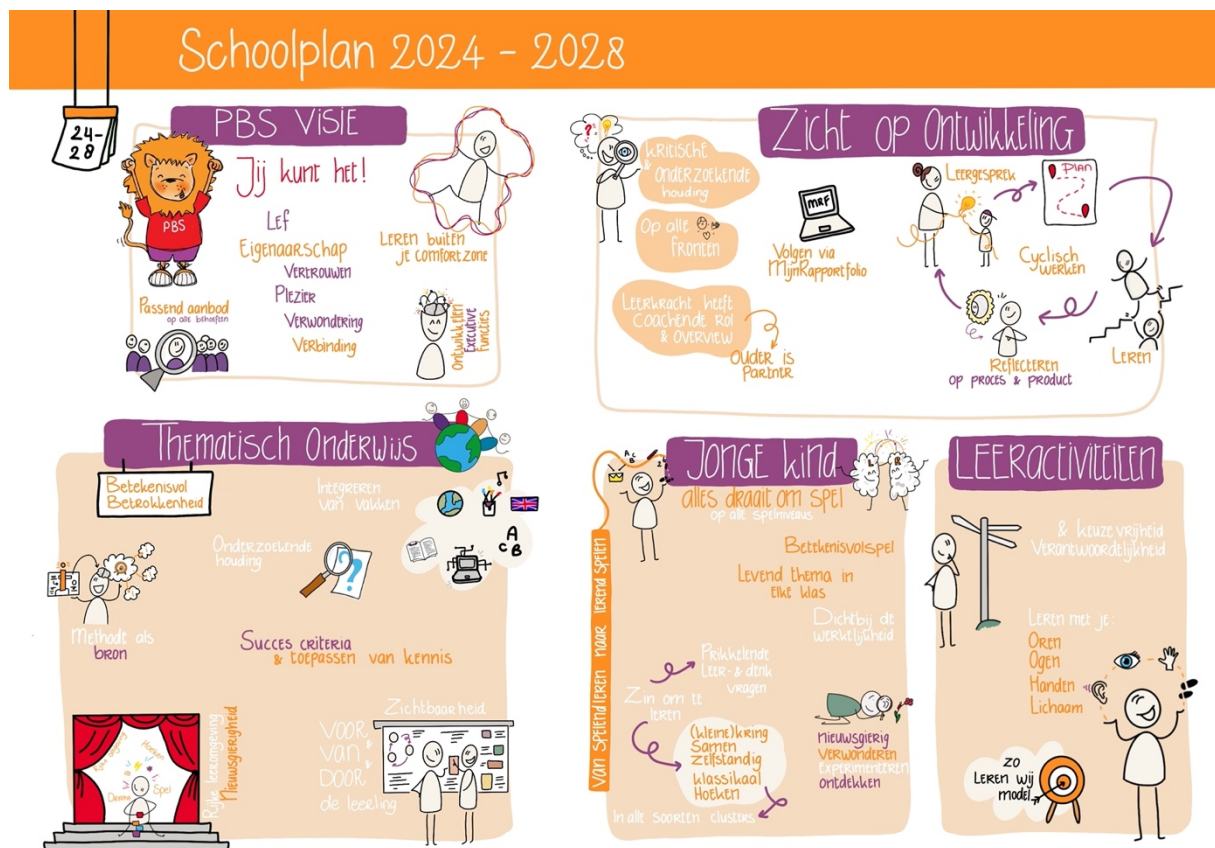 Schoolplan 2024 - 2028
24-
28
PBS VISIE
PBS
Jij kunt het!
Lef
Eigenaarschap
Vertrouwen
Plezier
Verwondering
Verbinding
Leren buiten
je comfortzone
Passend aanbod
op alle behoeften
Ontwikkelen
Executive
Functies
Zicht op Ontwikkeling
kritische
& onderzoekende
houding
Op alle
fronten
Leerkracht heeft
coachende rol
& overview
Ouder is
partner
MRF
Volgen via
MijnRapportfolio
Leergesprek
Plan
Cyclisch
werken
Leren
Reflecteren
op proces & product
Thematisch Onderwijs
Betekenisvol
Betrokkenheid
Integreren
van vakken
A
C B
Onderzoekende
houding
?
Methode als
bron
Succes criteria
& toepassen van kennis
Hoeken
Demo
Spel
Rijke leeromgeving
Nieuwsgierigheid
Voor
van &
door &
de leerling
Zichtbaarheid
Jonge kind
alles draait om spel
op alle spelniveaus
L R
Van spelend leren naar lerend spelen
Betekenisvolspel
Levend thema in
elke klas
Dichtbij de
werkelijkheid
Prikkelende
Leer- & denk
vragen
Zin om te
leren
(kleine)kring
Samen
Zelfstandig
klassikaal
Hoeken
In alle soorten clusters
nieuwsgierig
verwonderen
experimenteren
ontdekken
Leeractiviteiten
& keuzevrijheid
Verantwoordelijkheid
Leren met je:
Oren
Ogen
Handen
Lichaam
Zo
Leren wij
model